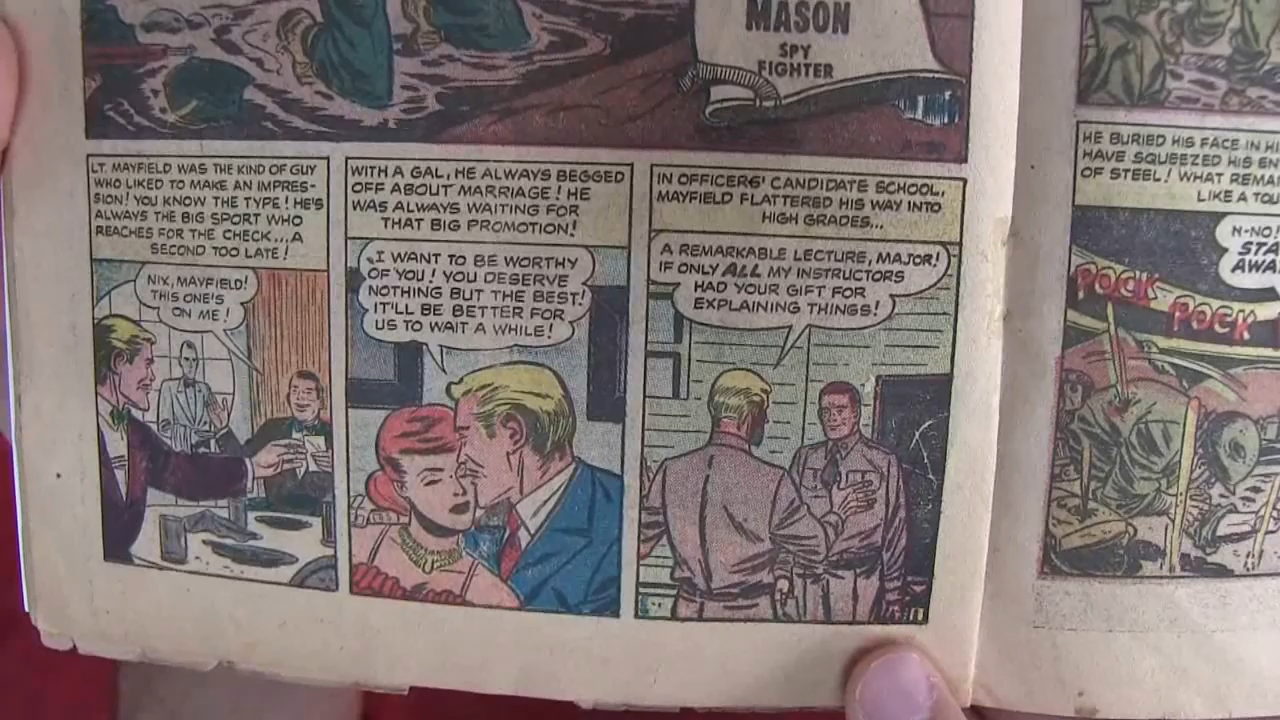 MASON
SPY
FIGHTER
LT. MAYFIELD WAS THE KIND OF GUY
WHO LIKED TO MAKE AN IMPRES-
SION! YOU KNOW THE TYPE! HE'S
ALWAYS THE BIG SPORT WHO
REACHES FOR THE CHECK...A
SECOND TOO LATE!
NIX, MAYFIELD!
THIS ONE'S
ON ME!
WITH A GAL, HE ALWAYS BEGGED
OFF ABOUT MARRIAGE! HE
WAS ALWAYS WAITING FOR
THAT BIG PROMOTION!
I WANT TO BE WORTHY
OF YOU! YOU DESERVE
NOTHING BUT THE BEST!
IT'LL BE BETTER FOR
US TO WAIT A WHILE!
IN OFFICERS' CANDIDATE SCHOOL,
MAYFIELD FLATTERED HIS WAY INTO
HIGH GRADES...
A REMARKABLE LECTURE, MAJOR!
IF ONLY ALL MY INSTRUCTORS
HAD YOUR GIFT FOR
EXPLAINING THINGS!
HE BURIED HIS FACE IN
HAVE SQUEEZED HIS
OF STEEL! WHAT
LIKE A
N-NO!
POCK
POCK